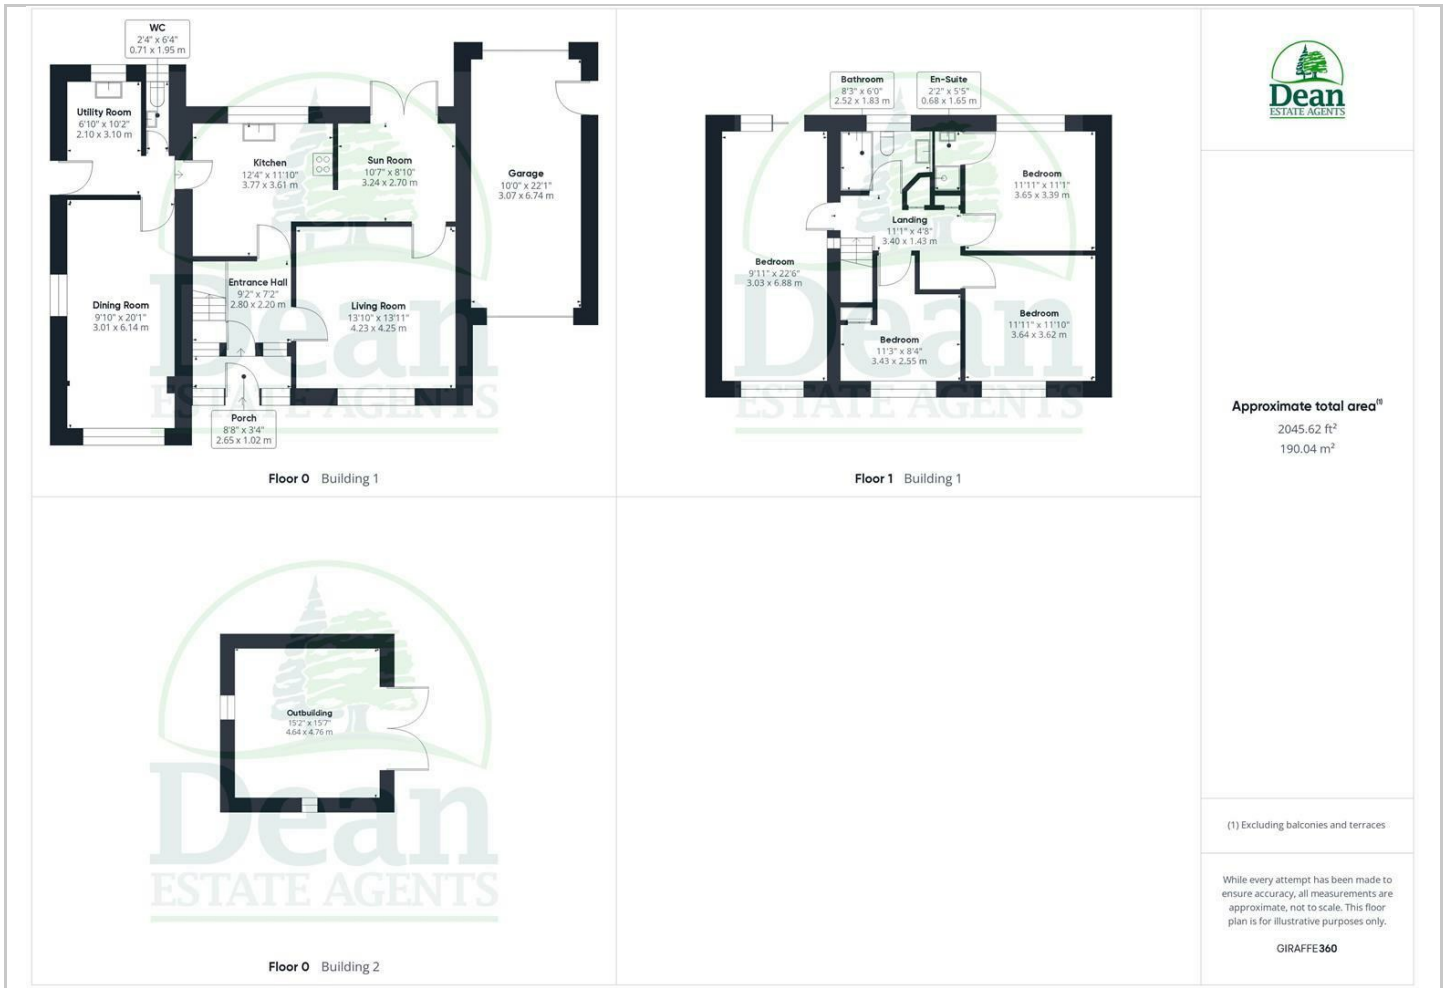 WC
2'4" x 6'4"
0.71 x 1.95 m
Utility Room
6'10" x 10'2"
2.10 x 3.10 m
Kitchen
12'4" x 11'10"
3.77 x 3.61 m
Sun Room
10'7" x 8'10"
3.24 x 2.70 m
Garage
10'0" x 22'1"
3.07 x 6.74 m
Dining Room
9'10" x 20'1"
3.01 x 6.14 m
Entrance Hall
9'2" x 7'2"
2.80 x 2.20 m
Living Room
13'10" x 13'11"
4.23 x 4.25 m
Porch
8'8" x 3'4"
2.65 x 1.02 m
Dean
ESTATE AGENTS
Floor 0 Building 1
Bathroom
8'3" x 6'0"
2.52 x 1.83 m
En-Suite
2'2" x 5'5"
0.68 x 1.65 m
Bedroom
11'11" x 11'1"
3.65 x 3.39 m
Landing
11'1" x 4'8"
3.40 x 1.43 m
Bedroom
9'11" x 22'6"
3.03 x 6.88 m
Bedroom
11'11" x 11'10"
3.64 x 3.62 m
Bedroom
11'3" x 8'4"
3.43 x 2.55 m
Dean
ESTATE AGENTS
Floor 1 Building 1
Outbuilding
15'2" x 15'7"
4.64 x 4.76 m
Dean
ESTATE AGENTS
Floor 0 Building 2
Dean
ESTATE AGENTS
Approximate total area(1)
2045.62 ft²
190.04 m²
(1) Excluding balconies and terraces
While every attempt has been made to
ensure accuracy, all measurements are
approximate, not to scale. This floor
plan is for illustrative purposes only.
GIRAFFE360